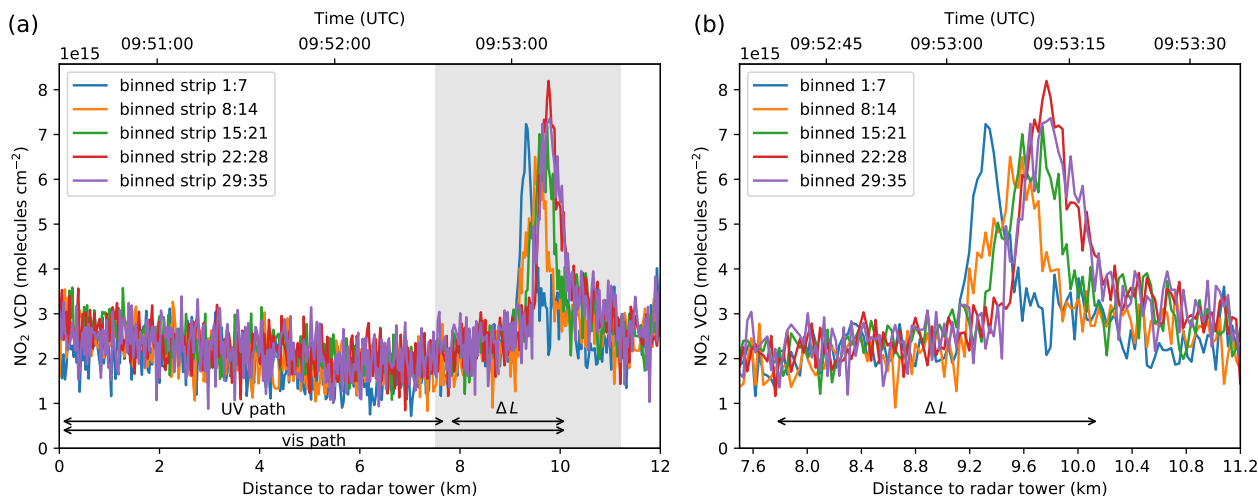 (a)
Time (UTC)
1e15
09:51:00 09:52:00 09:53:00
binned strip 1:7
binned strip 8:14
binned strip 15:21
binned strip 22:28
binned strip 29:35
NO₂ VCD (molecules cm⁻²)
8
7
6
5
4
3
2
1
0
UV path
ΔL
vis path
0 2 4 6 8 10 12
Distance to radar tower (km)
(b)
Time (UTC)
1e15
09:52:45 09:53:00 09:53:15 09:53:30
binned 1:7
binned 8:14
binned 15:21
binned 22:28
binned 29:35
NO₂ VCD (molecules cm⁻²)
8
7
6
5
4
3
2
1
0
ΔL
7.6 8.0 8.4 8.8 9.2 9.6 10.0 10.4 10.8 11.2
Distance to radar tower (km)